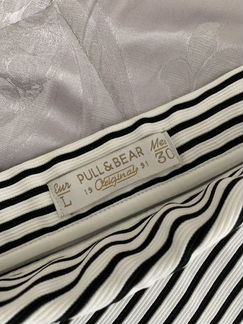 Eur L
PULL&BEAR
19 Original 91
Mex 30